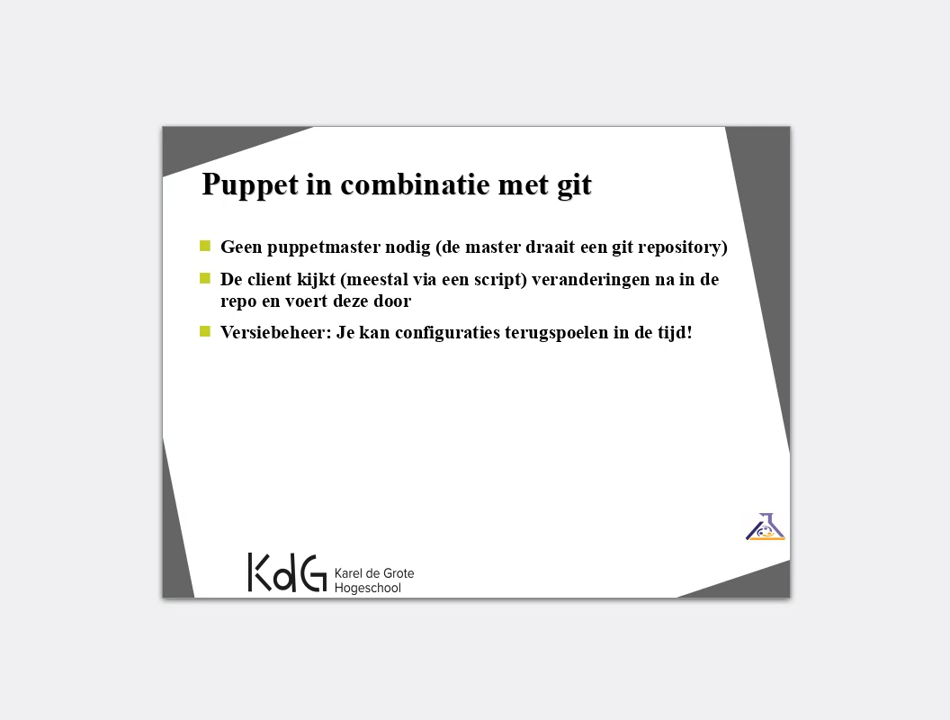 Puppet in combinatie met git
Geen puppetmaster nodig (de master draait een git repository)
De client kijkt (meestal via een script) veranderingen na in de
repo en voert deze door
Versiebeheer: Je kan configuraties terugspoelen in de tijd!
KdG Karel de Grote
Hogeschool